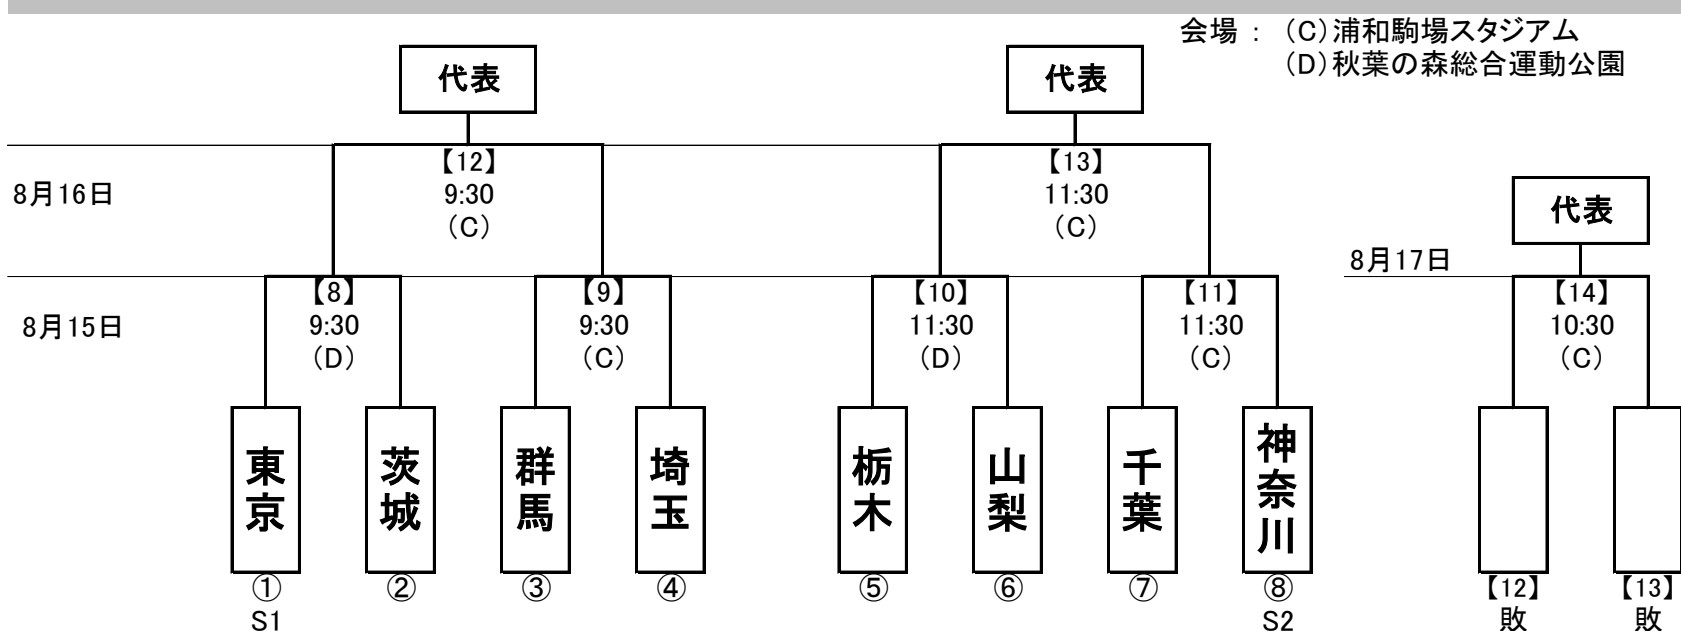 会場 : (C)浦和駒場スタジアム
(D)秋葉の森総合運動公園
代表
代表
【12】
9:30
(C)
【13】
11:30
(C)
8月16日
代表
8月17日
【8】
9:30
(D)
【9】
9:30
(C)
【10】
11:30
(D)
【11】
11:30
(C)
【14】
10:30
(C)
8月15日
東京
茨城
群馬
埼玉
栃木
山梨
千葉
神奈川
① ② ③ ④ ⑤ ⑥ ⑦ ⑧
S1
S2
【12】
敗
【13】
敗